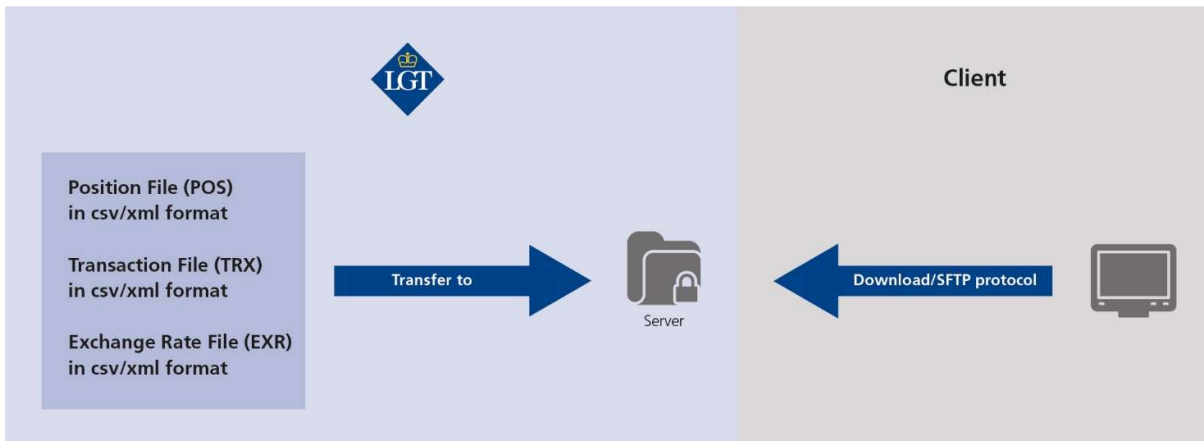 LGT
Client
Position File (POS)
in csv/xml format
Transaction File (TRX)
in csv/xml format
Exchange Rate File (EXR)
in csv/xml format
Transfer to
Server
Download/SFTP protocol